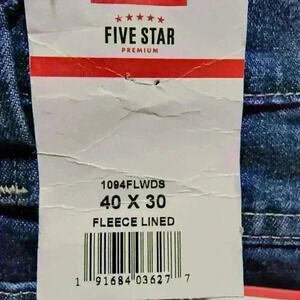 FIVE STAR
PREMIUM
1094FLWDS
40 X 30
FLEECE LINED
1 91684 03627 7